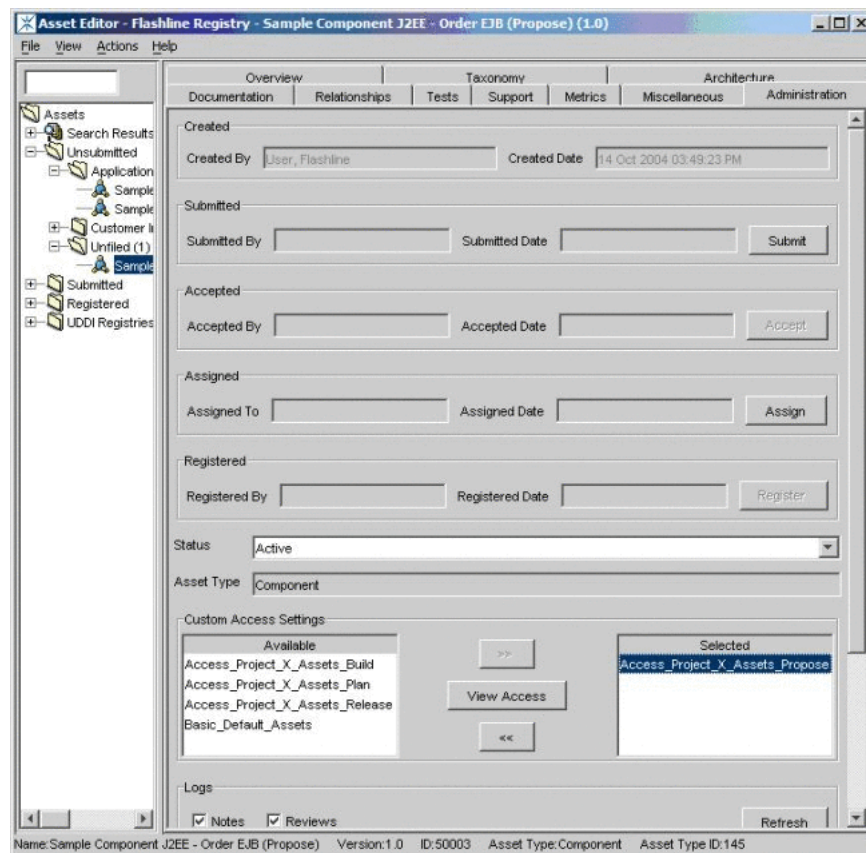 Asset Editor - Flashline Registry - Sample Component J2EE - Order EJB (Propose) (1.0)
File View Actions Help
Overview Taxonomy Architecture
Documentation Relationships Tests Support Metrics Miscellaneous Administration
Assets
Search Results
Unsubmitted
Application
Sample
Sample
Customer I
Unfiled (1)
Sample
Submitted
Registered
UDDI Registries
Created
Created By User, Flashline Created Date 14 Oct 2004 03:49:23 PM
Submitted
Submitted By Submitted Date Submit
Accepted
Accepted By Accepted Date Accept
Assigned
Assigned To Assigned Date Assign
Registered
Registered By Registered Date Register
Status Active
Asset Type Component
Custom Access Settings
Available Selected
Access_Project_X_Assets_Build
Access_Project_X_Assets_Plan
Access_Project_X_Assets_Release
Basic_Default_Assets
>>
View Access
<<
Access_Project_X_Assets_Propose
Logs
Notes Reviews Refresh
Name:Sample Component J2EE - Order EJB (Propose) Version:1.0 ID:50003 Asset Type:Component Asset Type ID:145